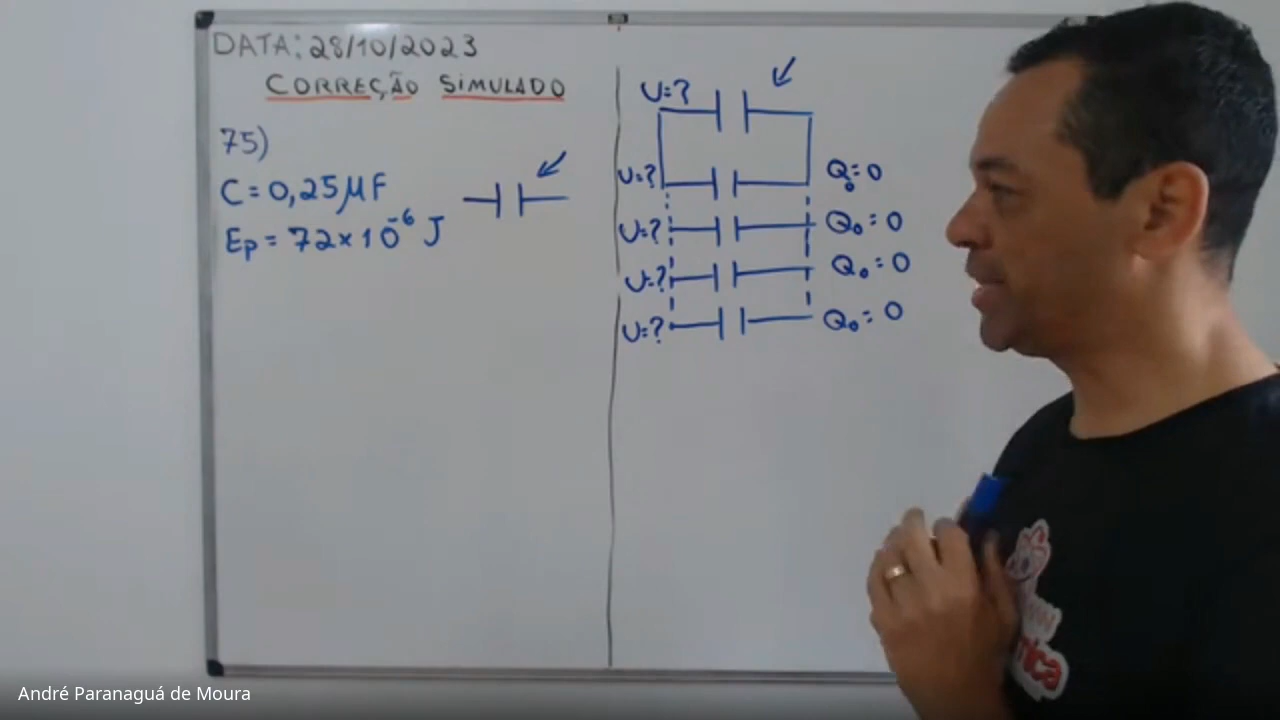 DATA: 28/10/2023
CORREÇÃO SIMULADO
75)
C = 0,25 μF
Ep = 72 × 10⁻⁶ J
U=?
U=? Q₀=0
U=? Q₀=0
U=? Q₀=0
U=? Q₀=0
André Paranaguá de Moura